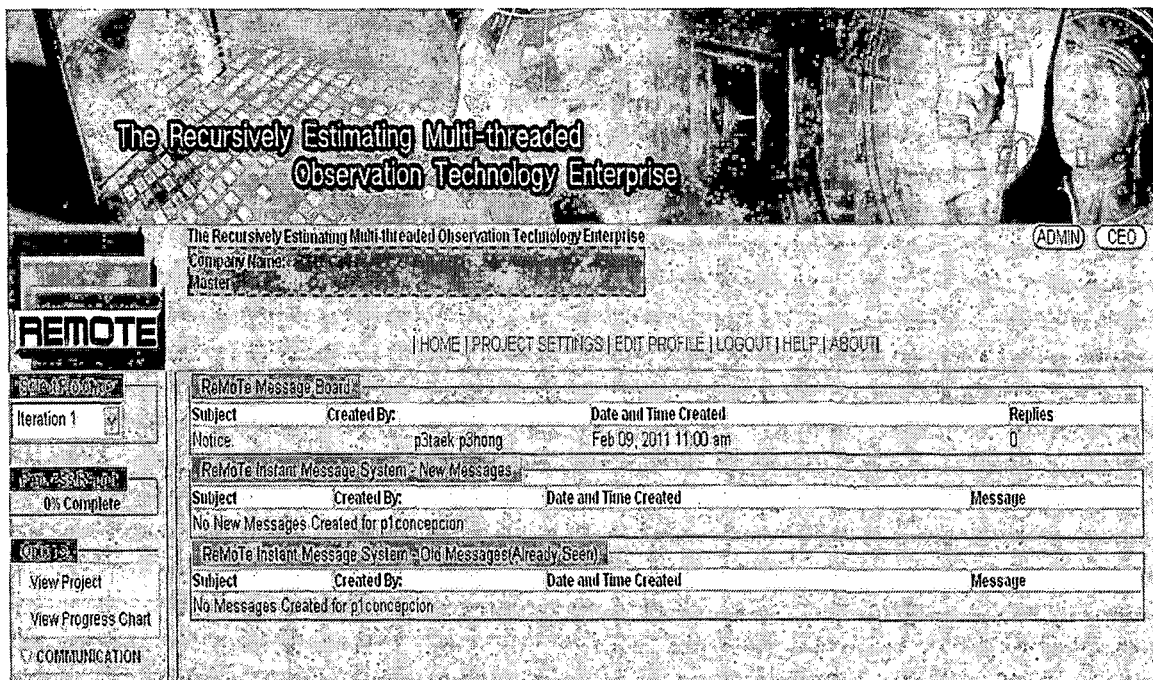 The Recursively Estimating Multi-threaded
Observation Technology Enterprise
The Recursively Estimating Multi-threaded Observation Technology Enterprise
Company Name:
Master
ADMIN CEO
REMOTE
| HOME | PROJECT SETTINGS | EDIT PROFILE | LOGOUT | HELP | ABOUT|
Iteration 1
0% Complete
View Project
View Progress Chart
COMMUNICATION
ReMoTe Message Board
Subject Created By: Date and Time Created Replies
Notice p3taek p3hong Feb 09, 2011 11:00 am 0
ReMoTe Instant Message System - New Messages
Subject Created By: Date and Time Created Message
No New Messages Created for p1concepcion
ReMoTe Instant Message System - Old Messages(Already Seen)
Subject Created By: Date and Time Created Message
No Messages Created for p1concepcion